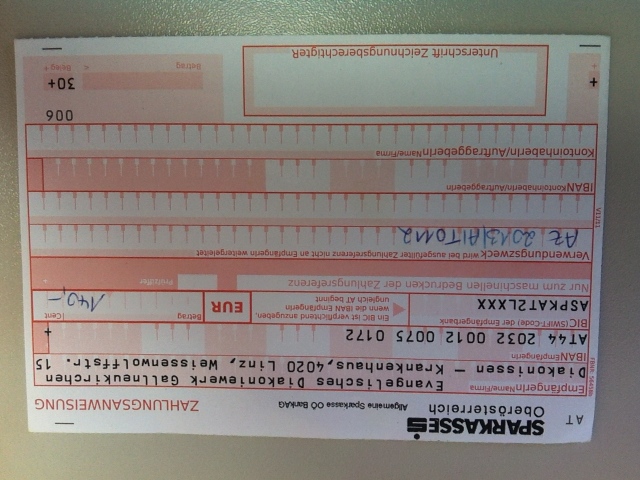 AT
SPARKASSE
Oberösterreich Allgemeine Sparkasse OÖ BankAG
ZAHLUNGSANWEISUNG
EmpfängerIn Name/Firma
Evangelisches Diakoniewerk Gallneukirchen
Diakonissen - Krankenhaus,4020 Linz, Weissenwolffstr. 15
IBAN EmpfängerIn
AT44 2032 0012 0075 0172 +
BIC (SWIFT-Code) der Empfängerbank
ASPKAT2LXXX
Ein BIC ist verpflichtend anzugeben,
wenn die IBAN EmpfängerIn
ungleich AT beginnt
EUR
Betrag
Cent
140,-
Nur zum maschinellen Bedrucken der Zahlungsreferenz
Prüfziffer
Verwendungszweck wird bei ausgefüllter Zahlungsreferenz nicht an Empfängerin weitergeleitet
AZ 2013/AIT0112
IBAN KontoinhaberIn/AuftraggeberIn
KontoinhaberIn/AuftraggeberIn Name/Firma
V11/11
006
Unterschrift ZeichnungsberechtigteR
Betrag
30+
Beleg +
+